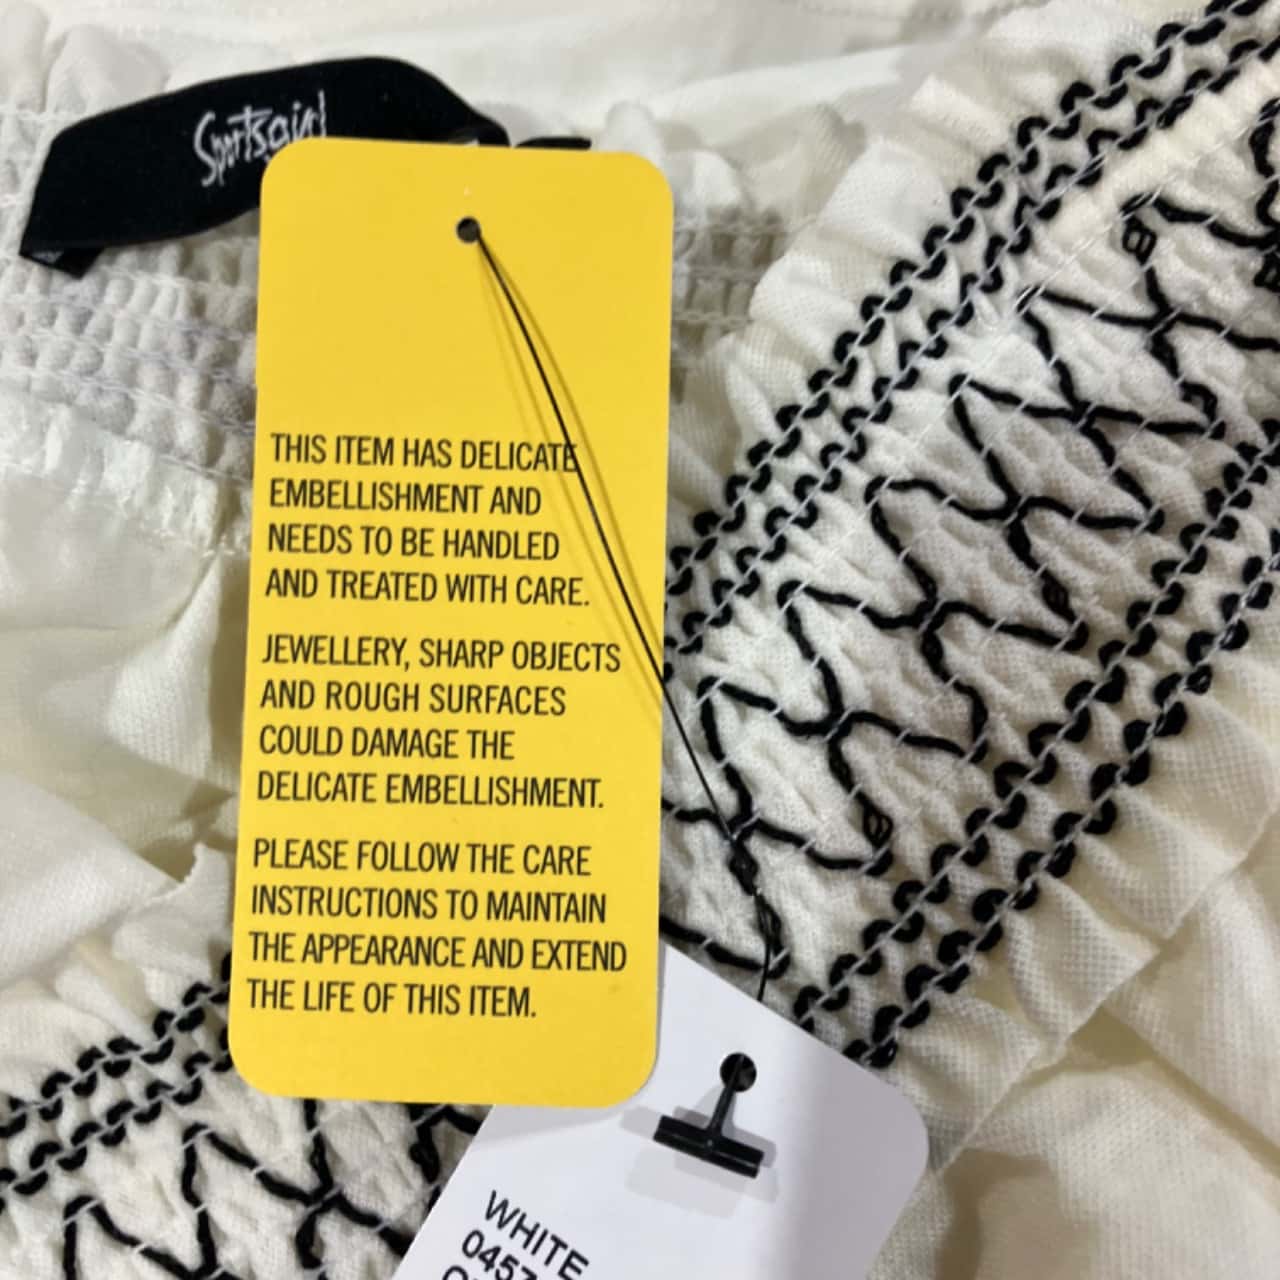 Sportsgirl
THIS ITEM HAS DELICATE
EMBELLISHMENT AND
NEEDS TO BE HANDLED
AND TREATED WITH CARE.
JEWELLERY, SHARP OBJECTS
AND ROUGH SURFACES
COULD DAMAGE THE
DELICATE EMBELLISHMENT.
PLEASE FOLLOW THE CARE
INSTRUCTIONS TO MAINTAIN
THE APPEARANCE AND EXTEND
THE LIFE OF THIS ITEM.
WHITE
0457